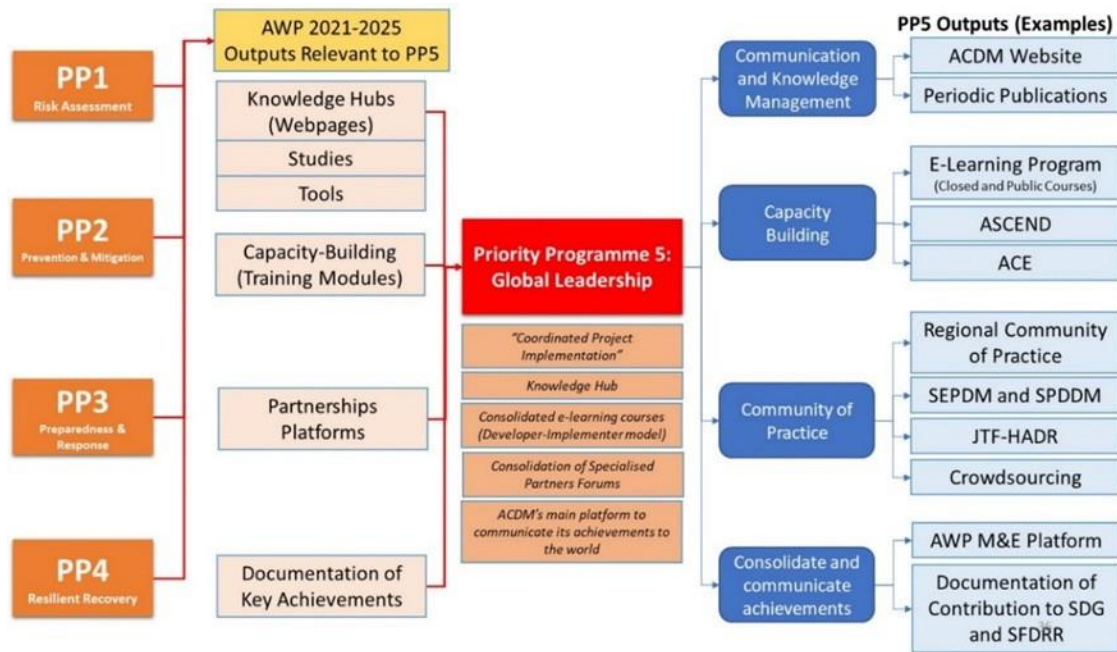 PP1
Risk Assessment
PP2
Prevention & Mitigation
PP3
Preparedness &
Response
PP4
Resilient Recovery
AWP 2021-2025
Outputs Relevant to PP5
Knowledge Hubs
(Webpages)
Studies
Tools
Capacity-Building
(Training Modules)
Partnerships
Platforms
Documentation of
Key Achievements
Priority Programme 5:
Global Leadership
"Coordinated Project
Implementation"
Knowledge Hub
Consolidated e-learning courses
(Developer-Implementer model)
Consolidation of Specialised
Partners Forums
ACDM's main platform to
communicate its achievements to
the world
Communication
and Knowledge
Management
Capacity
Building
Community of
Practice
Consolidate and
communicate
achievements
PP5 Outputs (Examples)
ACDM Website
Periodic Publications
E-Learning Program
(Closed and Public Courses)
ASCEND
ACE
Regional Community
of Practice
SEPDM and SPDDM
JTF-HADR
Crowdsourcing
AWP M&E Platform
Documentation of
Contribution to SDG
and SFDRR